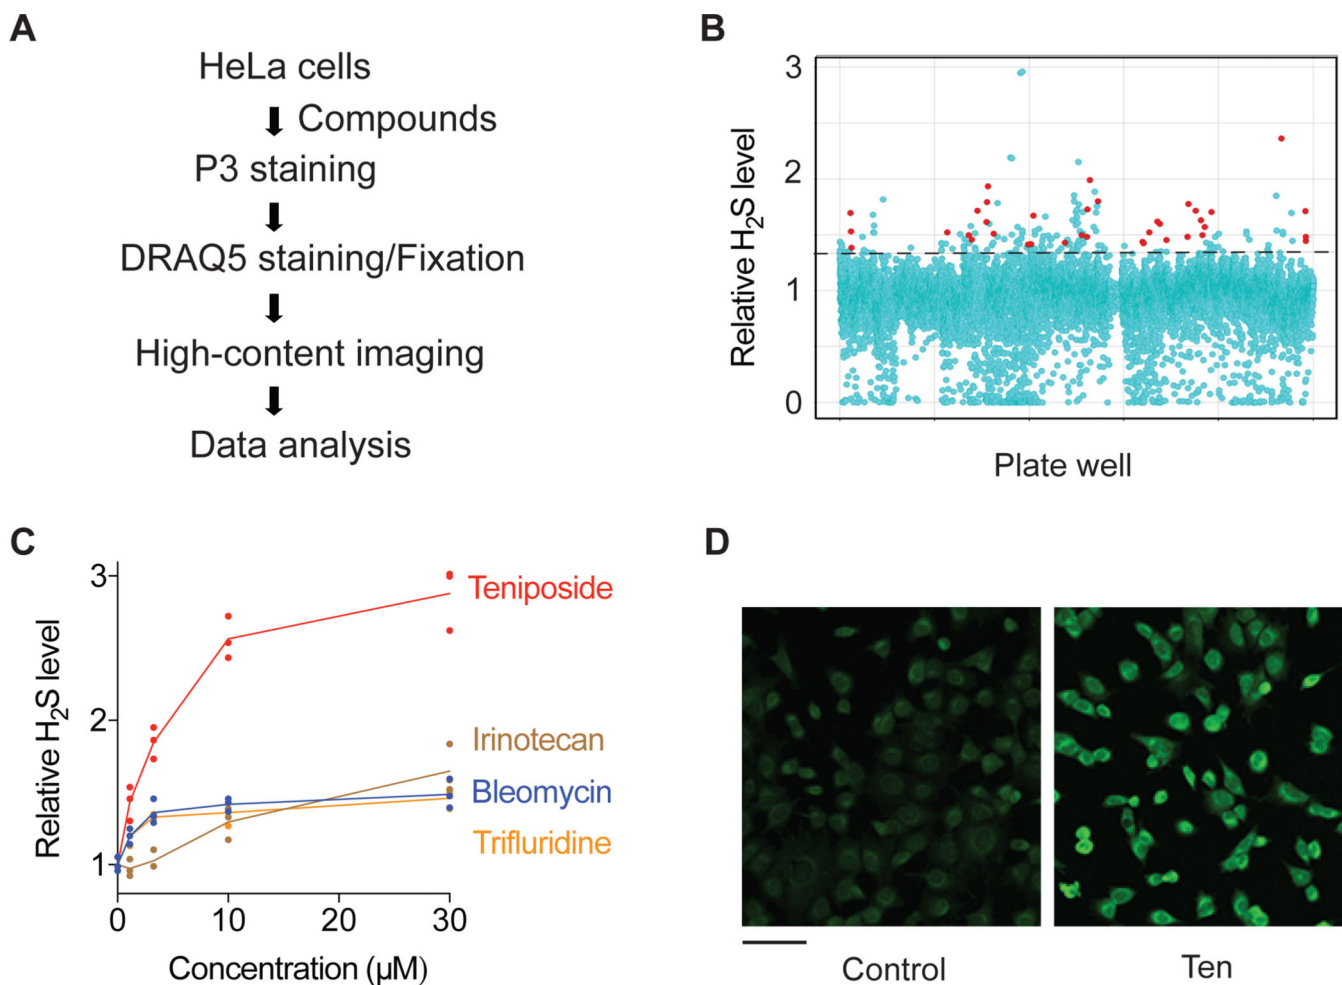 A
HeLa cells
Compounds
P3 staining
DRAQ5 staining/Fixation
High-content imaging
Data analysis
B
Relative H₂S level
3
2
1
0
Plate well
C
Relative H₂S level
3
2
1
0
10
20
30
Concentration (µM)
Teniposide
Irinotecan
Bleomycin
Trifluridine
D
Control
Ten